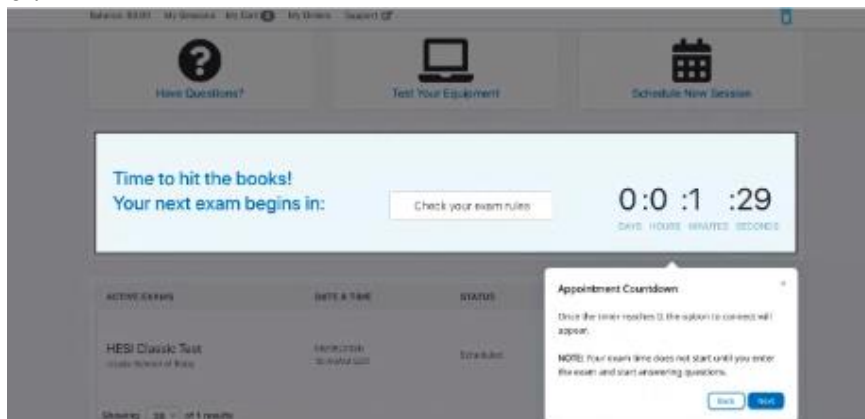 My Sessions My Cart My Orders Support
Have Questions?
Test Your Equipment
Schedule New Session
Time to hit the books!
Your next exam begins in:
Check your exam rules
0:0 :1 :29
DAYS HOURS MINUTES SECONDS
ACTIVE EXAMS DATE & TIME STATUS
Appointment Countdown
Once the timer reaches 0, the option to connect will
appear.
HESI Classic Test
Scheduled
NOTE: Your exam time does not start until you enter
the exam and start answering questions.
Back Next
Showing of 1 results